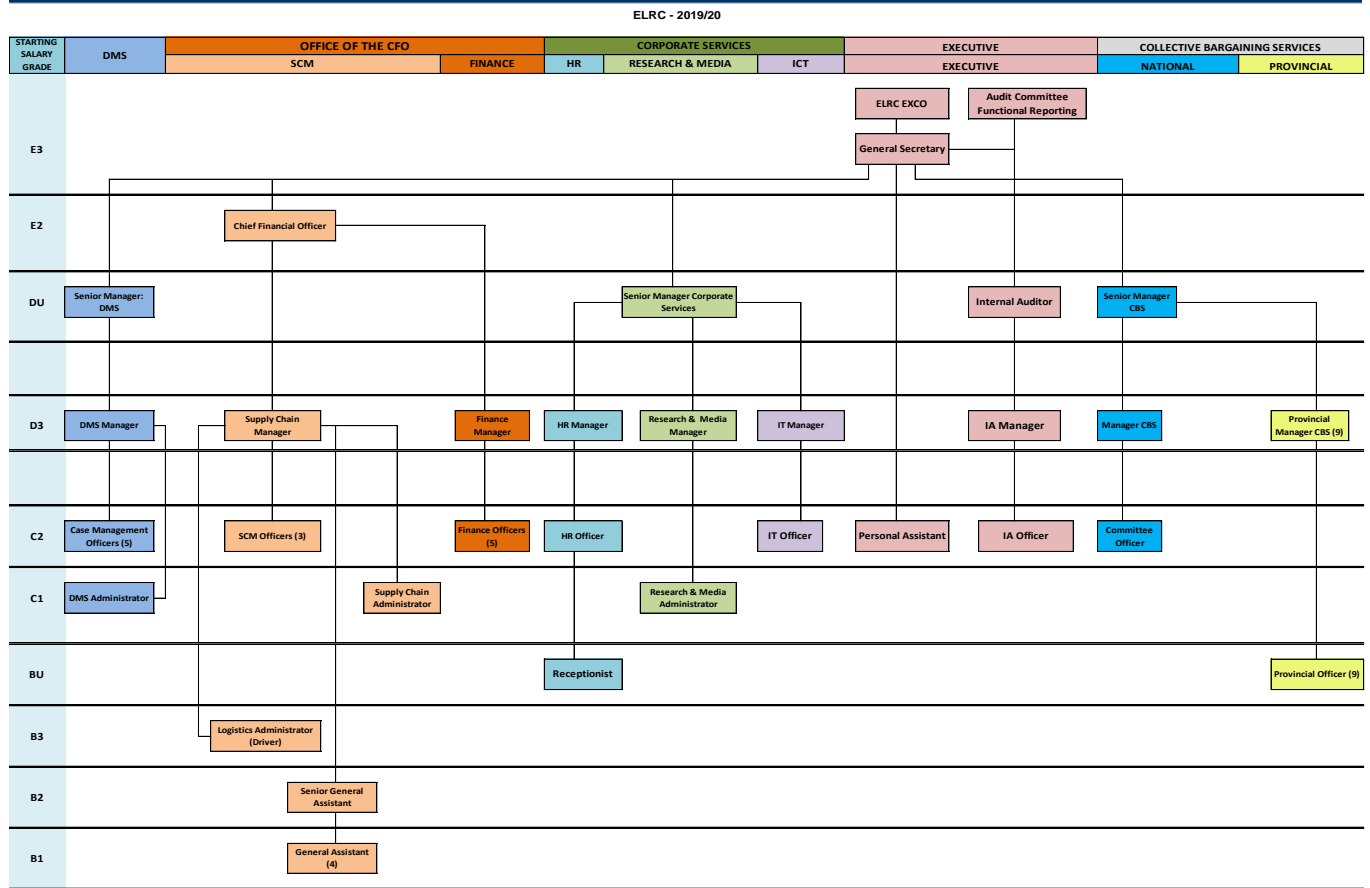 ELRC - 2019/20
STARTING
SALARY
GRADE
DMS
OFFICE OF THE CFO
CORPORATE SERVICES
EXECUTIVE
COLLECTIVE BARGAINING SERVICES
SCM
FINANCE
HR
RESEARCH & MEDIA
ICT
EXECUTIVE
NATIONAL
PROVINCIAL
E3
ELRC EXCO
Audit Committee
Functional Reporting
General Secretary
E2
Chief Financial Officer
DU
Senior Manager:
DMS
Senior Manager Corporate
Services
Internal Auditor
Senior Manager
CBS
D3
DMS Manager
Supply Chain
Manager
Finance
Manager
HR Manager
Research & Media
Manager
IT Manager
IA Manager
Manager CBS
Provincial
Manager CBS (9)
C2
Case Management
Officers (5)
SCM Officers (3)
Finance Officers
(5)
HR Officer
IT Officer
Personal Assistant
IA Officer
Committee
Officer
C1
DMS Administrator
Supply Chain
Administrator
Research & Media
Administrator
BU
Receptionist
Provincial Officer (9)
B3
Logistics Administrator
(Driver)
B2
Senior General
Assistant
B1
General Assistant
(4)